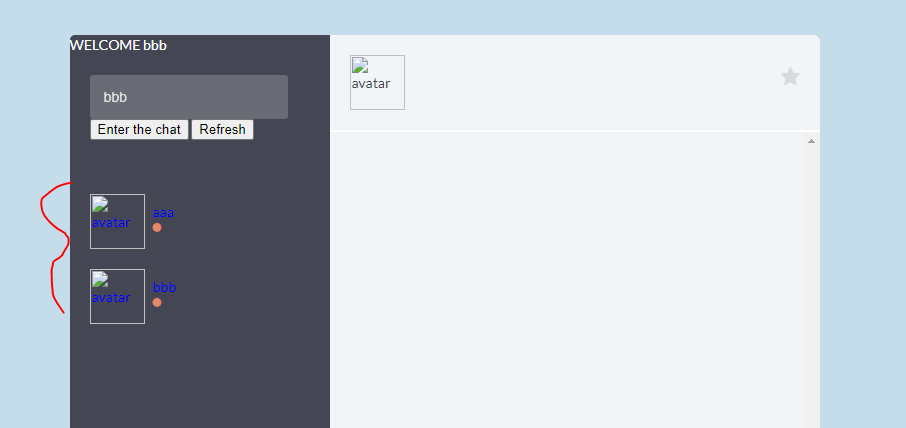 WELCOME bbb
bbb
Enter the chat Refresh
avatar
avatar
aaa
avatar
bbb